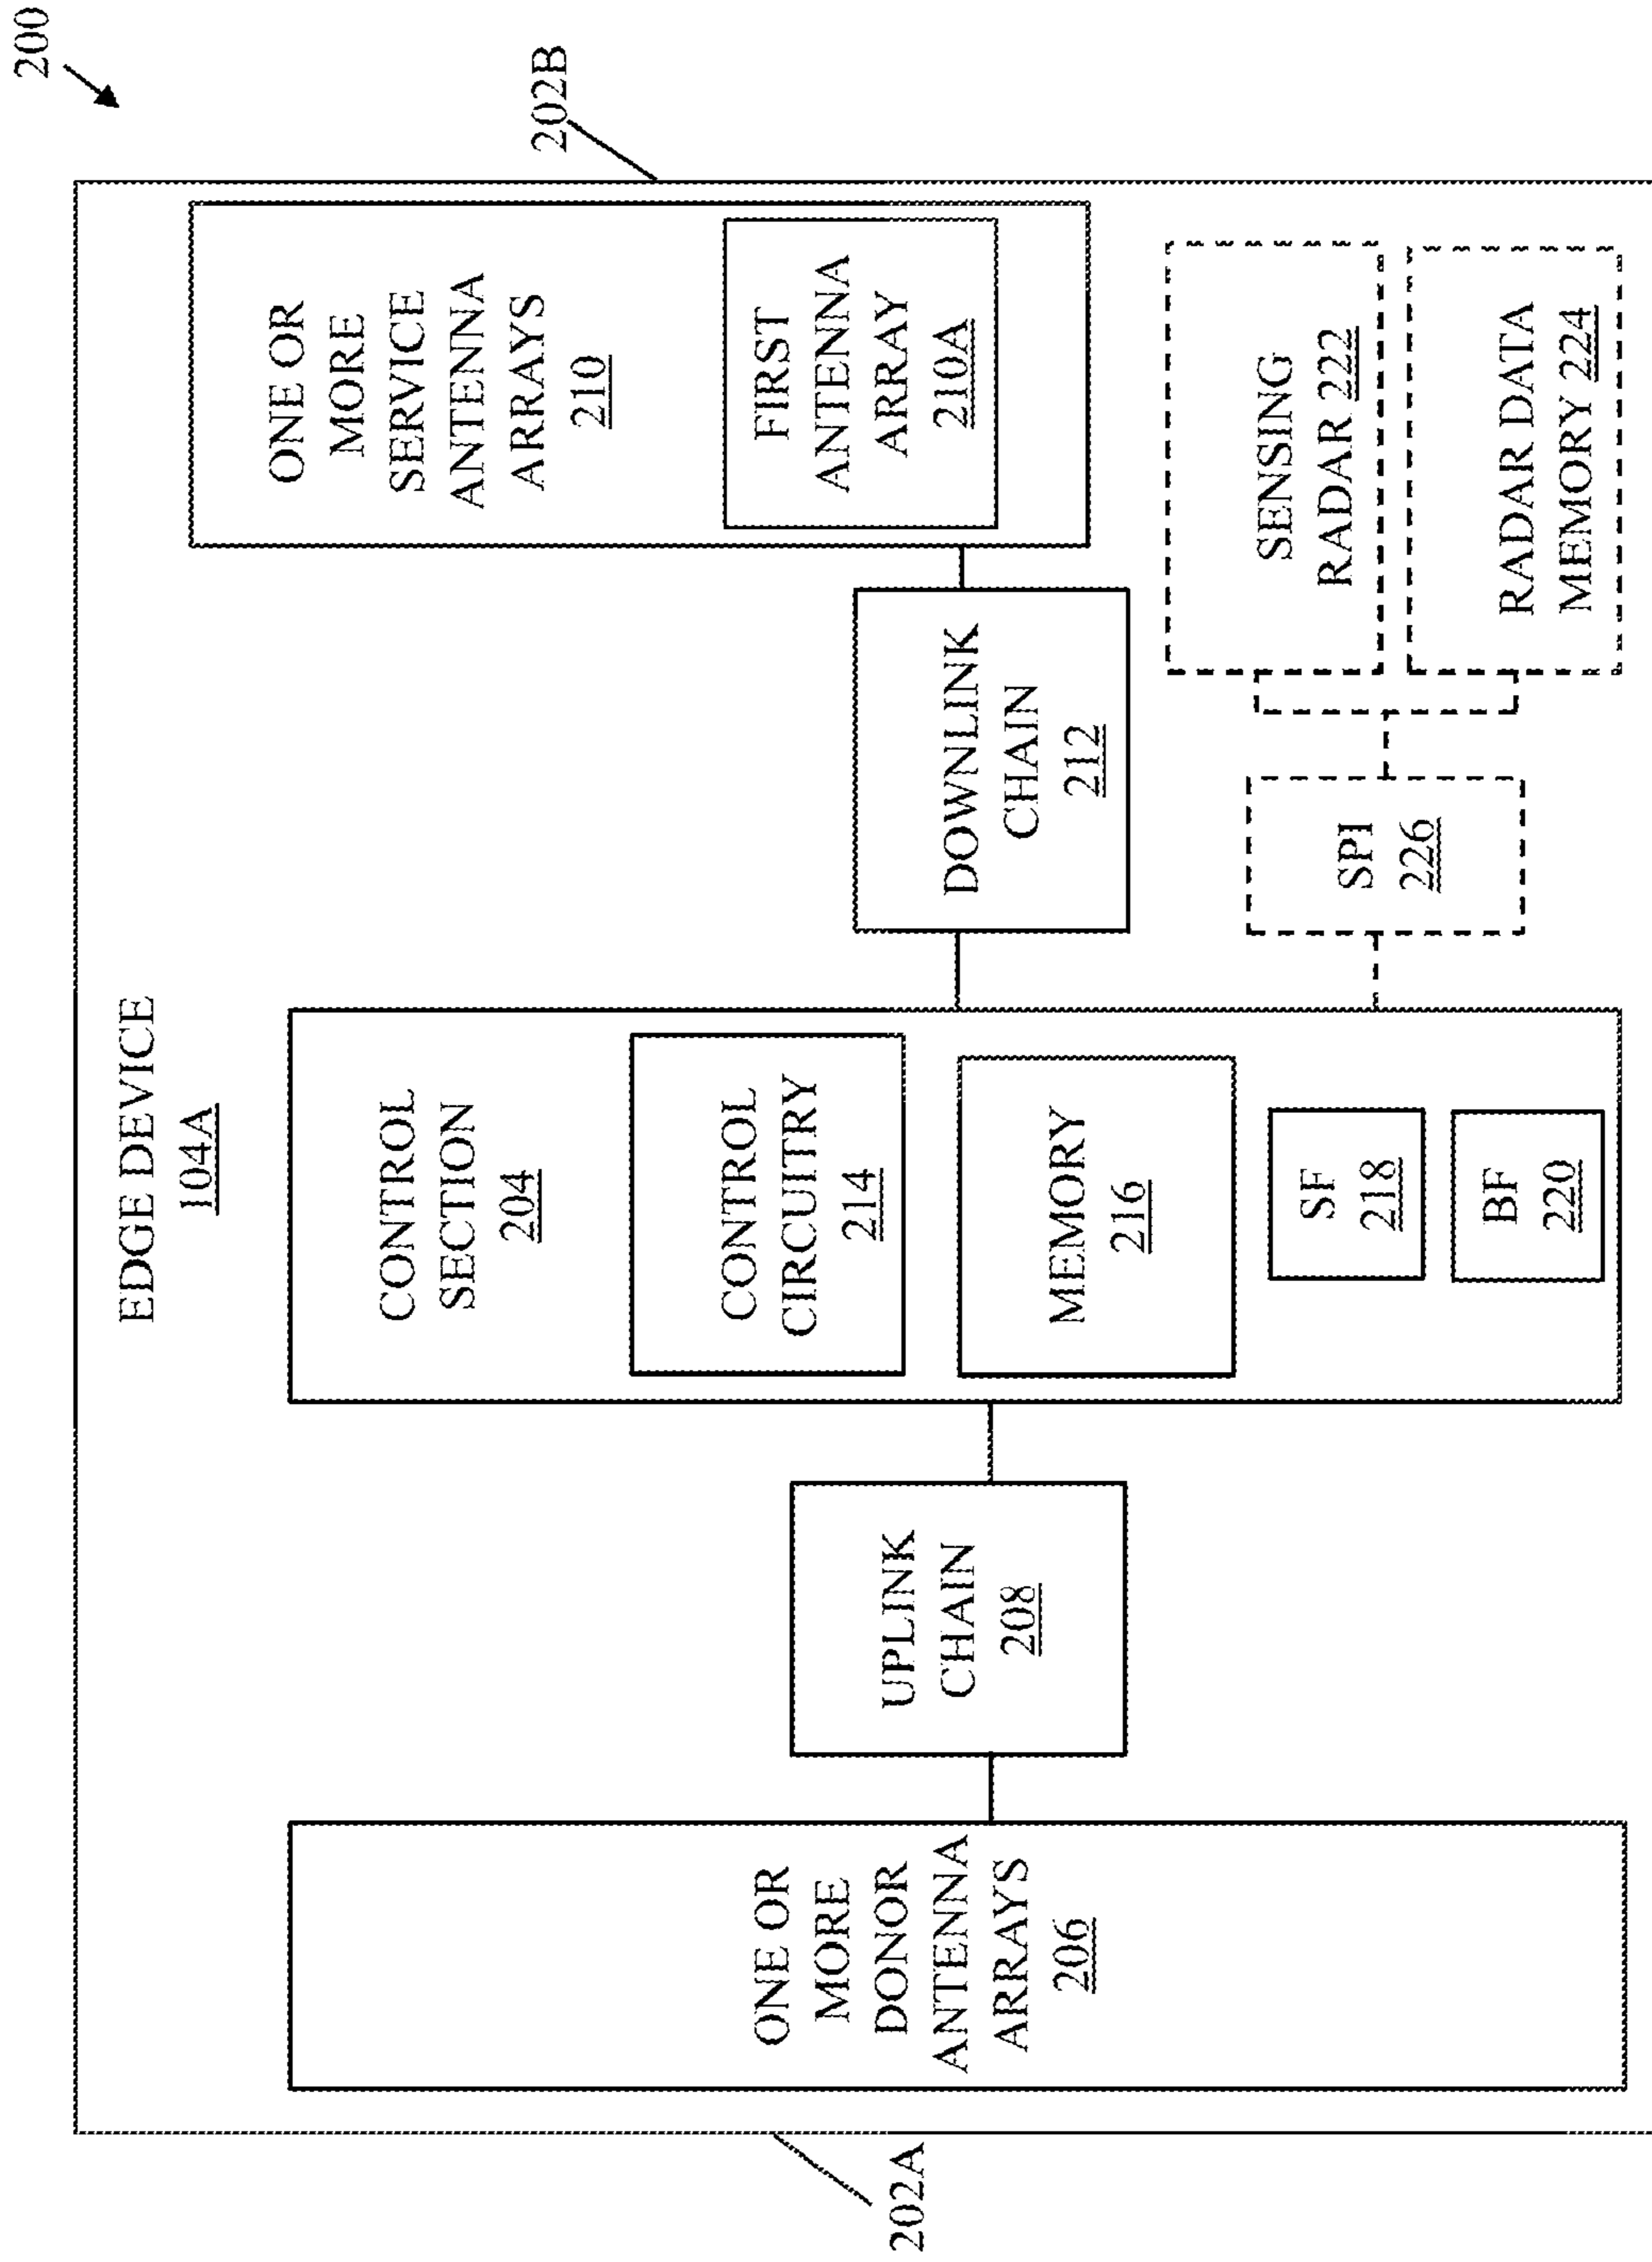 200
EDGE DEVICE
104A
202A
202B
ONE OR
MORE
DONOR
ANTENNA
ARRAYS
206
UPLINK
CHAIN
208
CONTROL
SECTION
204
CONTROL
CIRCUITRY
214
MEMORY
216
SF
218
BF
220
DOWNLINK
CHAIN
212
ONE OR
MORE
SERVICE
ANTENNA
ARRAYS
210
FIRST
ANTENNA
ARRAY
210A
SPI
226
SENSING
RADAR 222
RADAR DATA
MEMORY 224